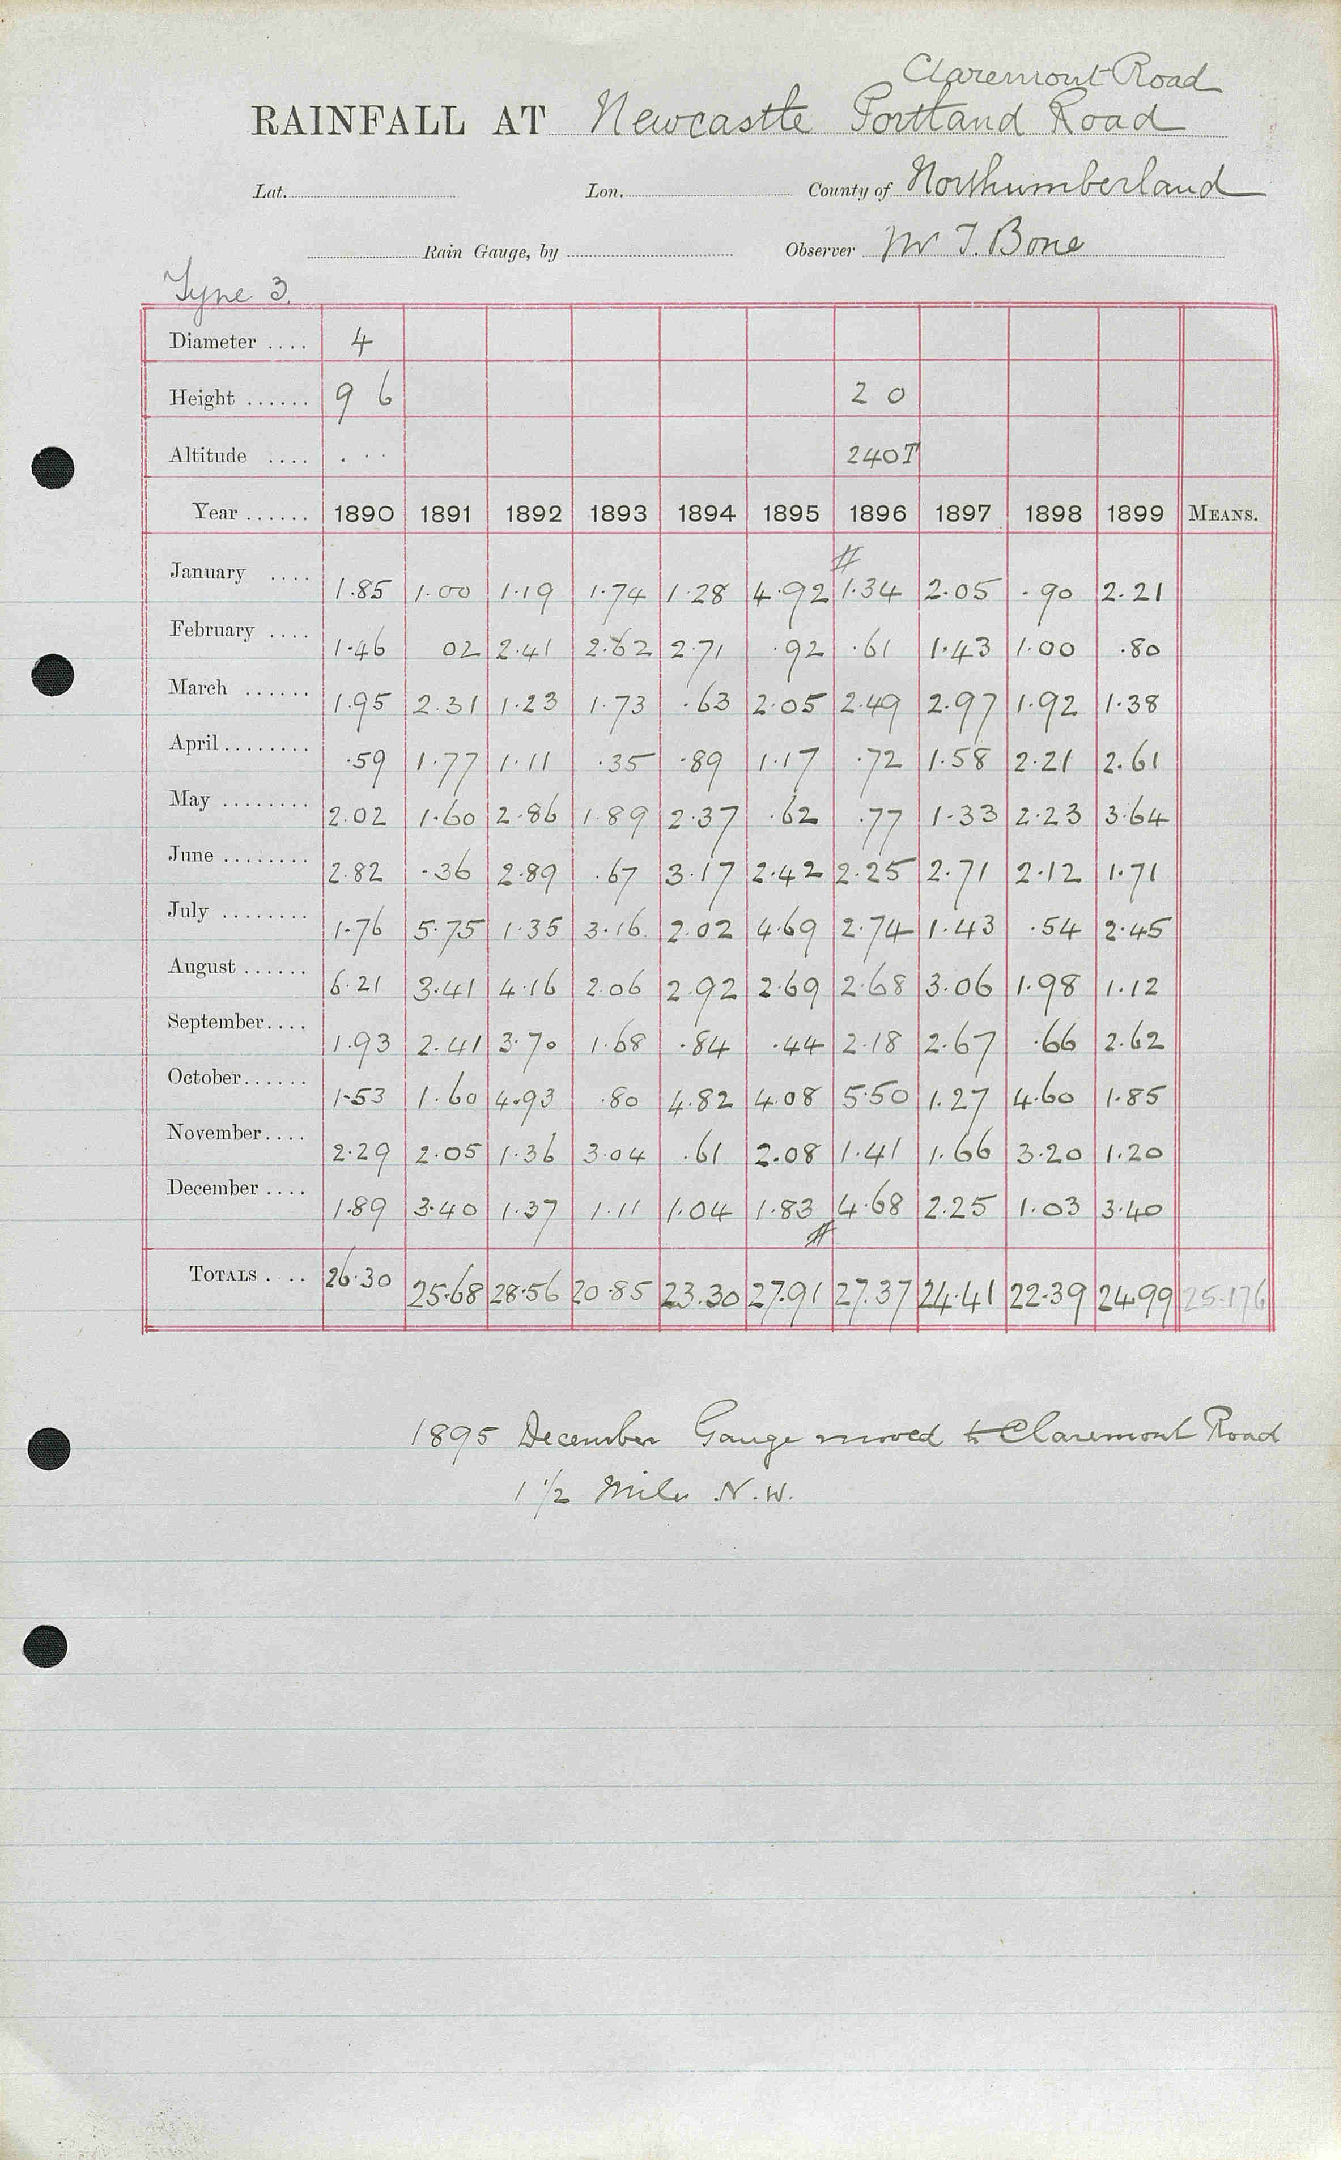 Claremont Road
RAINFALL AT Newcastle Portland Road
Lat. Lon. County of Northumberland
Rain Gauge, by Observer Mr T. Bone
Tyne 3.
Diameter .... 4
Height ...... 9 6 2 0
Altitude .... ... 240T
Year ...... 1890 1891 1892 1893 1894 1895 1896 1897 1898 1899 MEANS.
#
January .... 1.85 1.00 1.19 1.74 1.28 4.92 1.34 2.05 .90 2.21
February .... 1.46 02 2.41 2.62 2.71 .92 .61 1.43 1.00 .80
March ...... 1.95 2.31 1.23 1.73 .63 2.05 2.49 2.97 1.92 1.38
April ........ .59 1.77 1.11 .35 .89 1.17 .72 1.58 2.21 2.61
May ........ 2.02 1.60 2.86 1.89 2.37 .62 .77 1.33 2.23 3.64
June ........ 2.82 .36 2.89 .67 3.17 2.42 2.25 2.71 2.12 1.71
July ........ 1.76 5.75 1.35 3.16 2.02 4.69 2.74 1.43 .54 2.45
August ...... 6.21 3.41 4.16 2.06 2.92 2.69 2.68 3.06 1.98 1.12
September.... 1.93 2.41 3.70 1.68 .84 .44 2.18 2.67 .66 2.62
October...... 1.53 1.60 4.93 .80 4.82 4.08 5.50 1.27 4.60 1.85
November.... 2.29 2.05 1.36 3.04 .61 2.08 1.41 1.66 3.20 1.20
December .... 1.89 3.40 1.37 1.11 1.04 1.83 4.68 2.25 1.03 3.40
#
TOTALS . .. 26.30 25.68 28.56 20.85 23.30 27.91 27.37 24.41 22.39 24.99 25.176
1895 December Gauge moved to Claremont Road
1 1/2 Mile N.W.